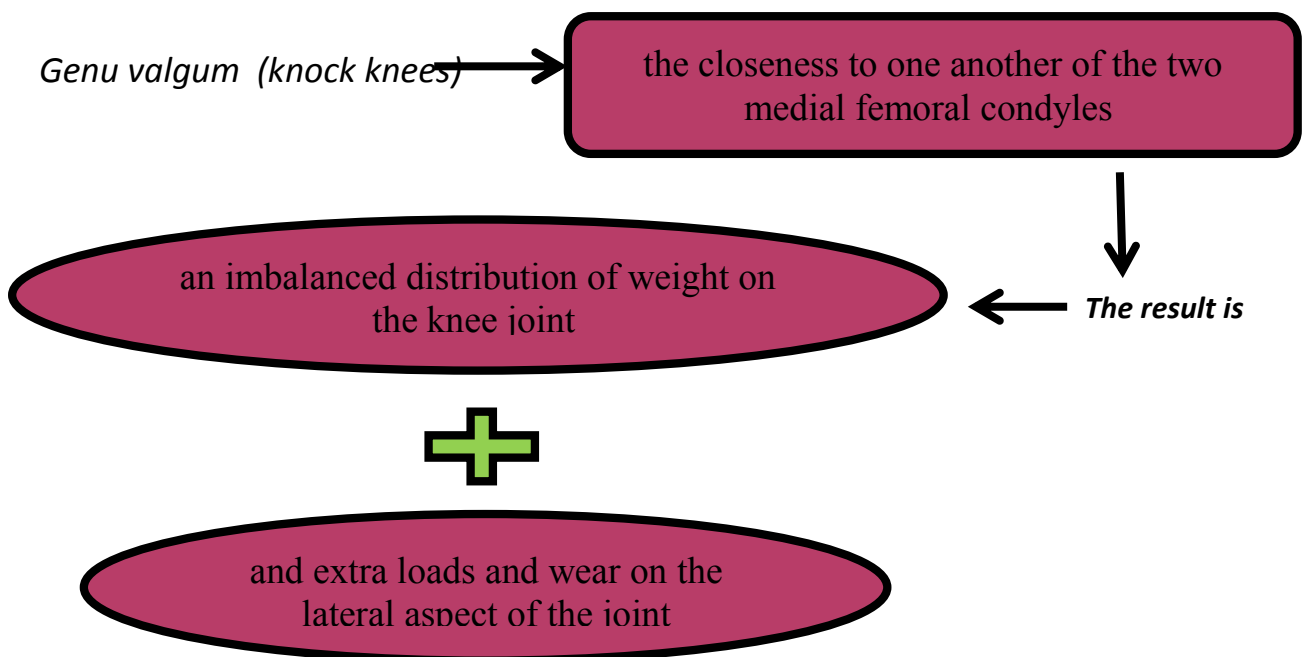 Genu valgum (knock knees)
the closeness to one another of the two
medial femoral condyles
The result is
an imbalanced distribution of weight on
the knee joint
and extra loads and wear on the
lateral aspect of the joint